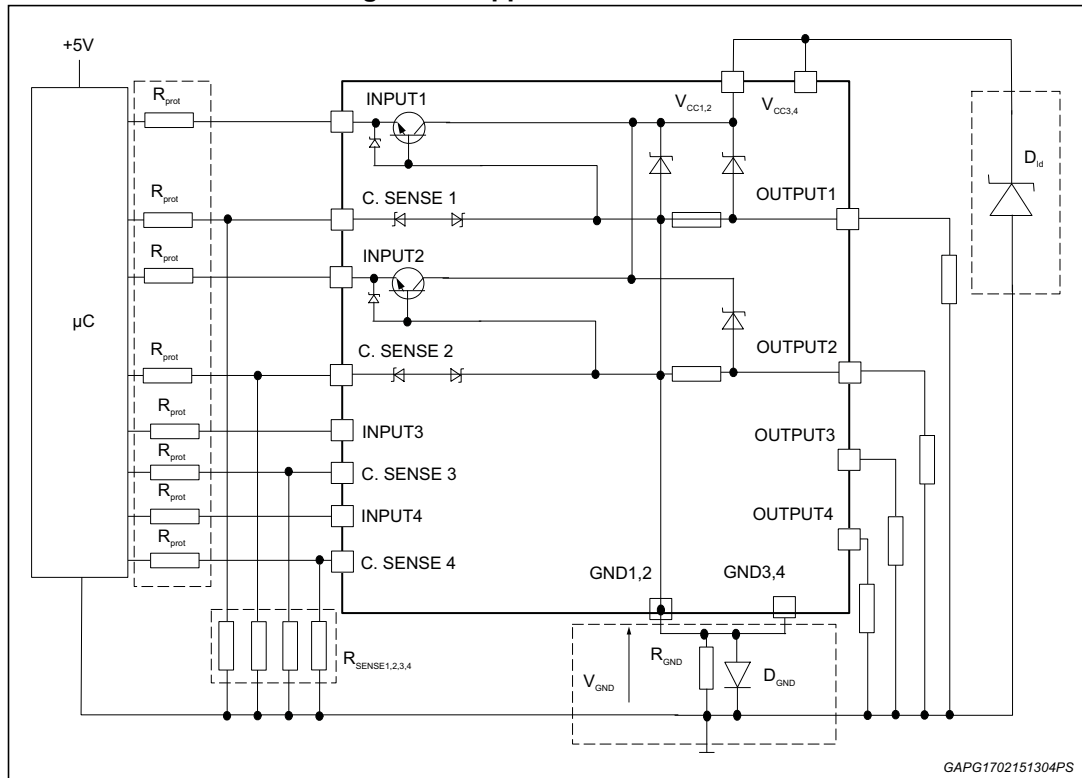 +5V
R_prot
INPUT1
V_CC1,2
V_CC3,4
D_ld
R_prot
C. SENSE 1
OUTPUT1
R_prot
INPUT2
µC
R_prot
C. SENSE 2
OUTPUT2
R_prot
INPUT3
OUTPUT3
R_prot
C. SENSE 3
R_prot
INPUT4
OUTPUT4
R_prot
C. SENSE 4
GND1,2
GND3,4
R_SENSE1,2,3,4
V_GND
R_GND
D_GND
GAPG1702151304PS